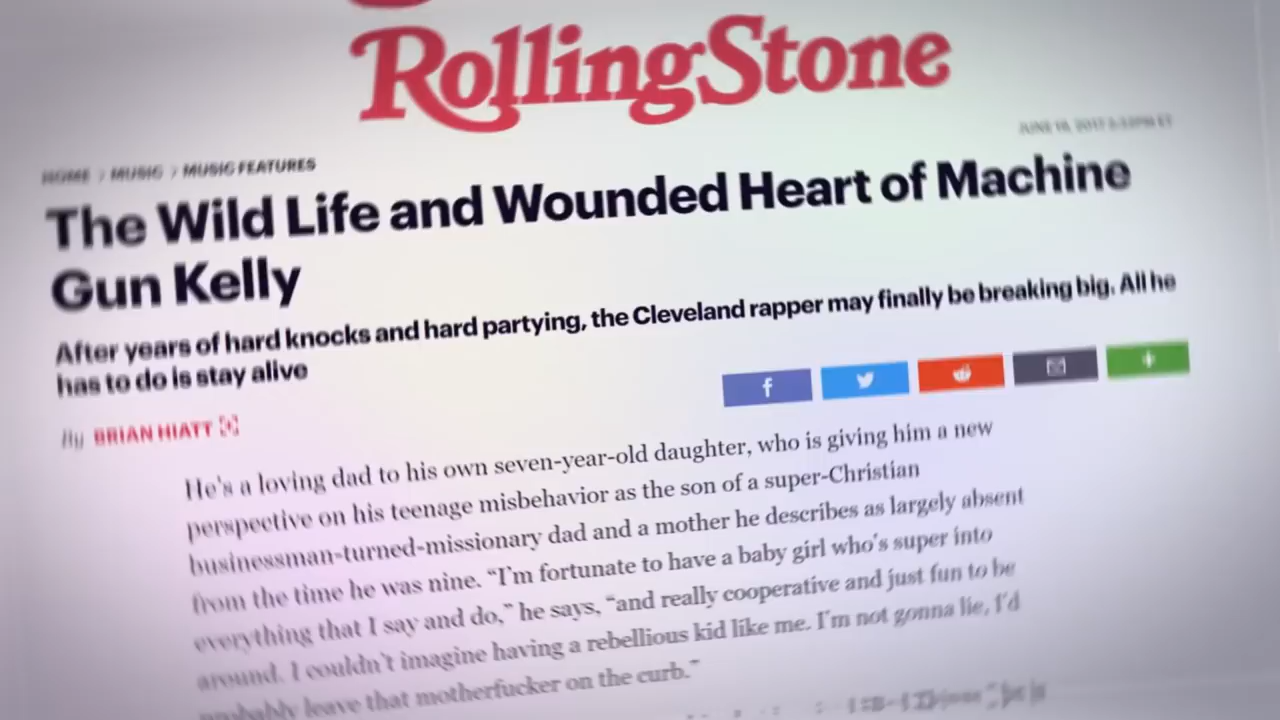 RollingStone
JUNE 19, 2017
HOME > MUSIC > MUSIC FEATURES
The Wild Life and Wounded Heart of Machine
Gun Kelly
After years of hard knocks and hard partying, the Cleveland rapper may finally be breaking big. All he
has to do is stay alive
By BRIAN HIATT
He's a loving dad to his own seven-year-old daughter, who is giving him a new
perspective on his teenage misbehavior as the son of a super-Christian
businessman-turned-missionary dad and a mother he describes as largely absent
from the time he was nine. “I'm fortunate to have a baby girl who's super into
everything that I say and do,” he says, “and really cooperative and just fun to be
around. I couldn't imagine having a rebellious kid like me. I'm not gonna lie, I'd
probably leave that motherfucker on the curb.”